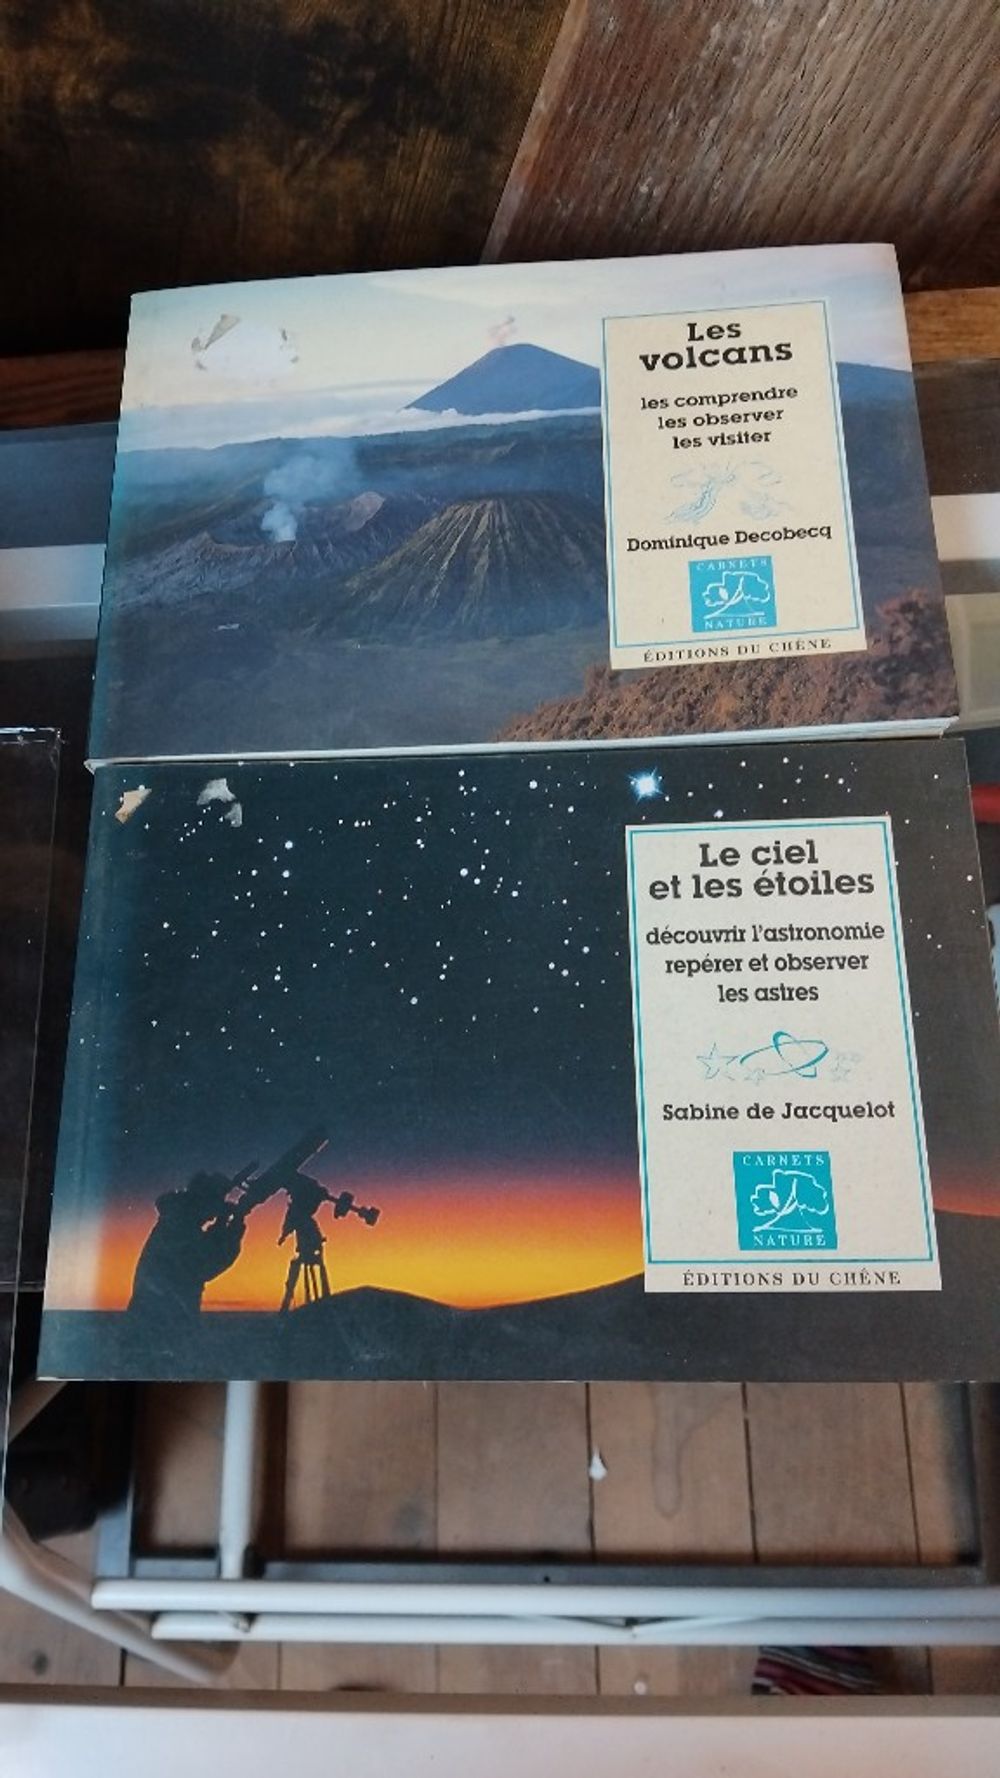 Les
volcans
les comprendre
les observer
les visiter
Dominique Decobecq
CARNETS
NATURE
ÉDITIONS DU CHÊNE
Le ciel
et les étoiles
découvrir l'astronomie
repérer et observer
les astres
Sabine de Jacquelot
CARNETS
NATURE
ÉDITIONS DU CHÊNE